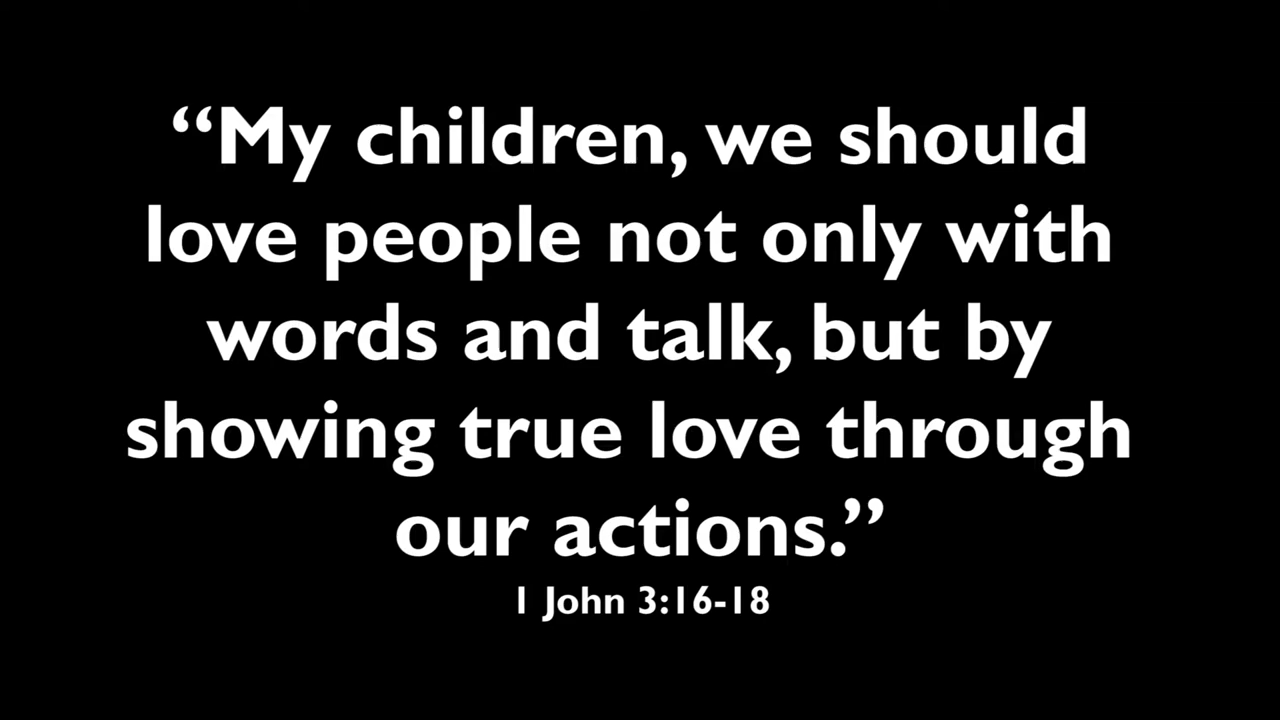 “My children, we should
love people not only with
words and talk, but by
showing true love through
our actions.”
1 John 3:16-18